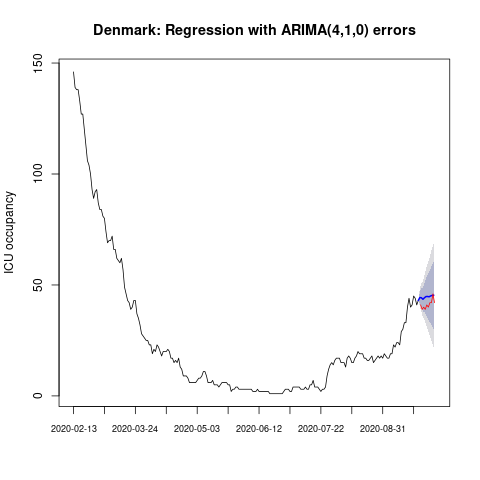 Denmark: Regression with ARIMA(4,1,0) errors
ICU occupancy
150
100
50
0
2020-02-13 2020-03-24 2020-05-03 2020-06-12 2020-07-22 2020-08-31